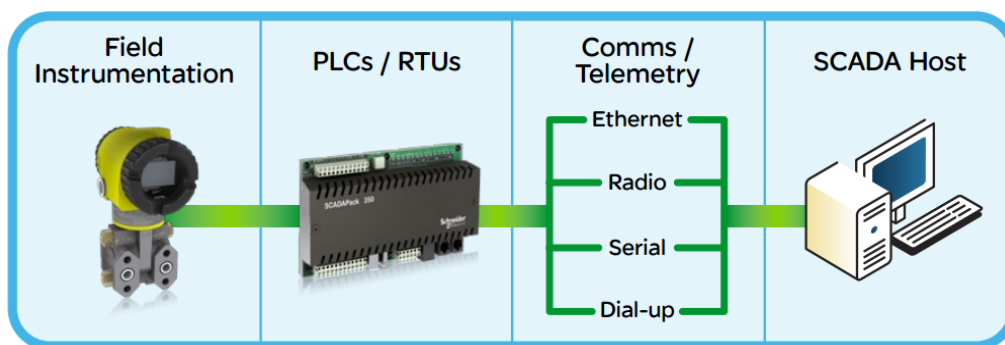 Field
Instrumentation
PLCs / RTUs
Comms /
Telemetry
SCADA Host
Ethernet
Radio
Serial
Dial-up
SCADAPack 350
Schneider